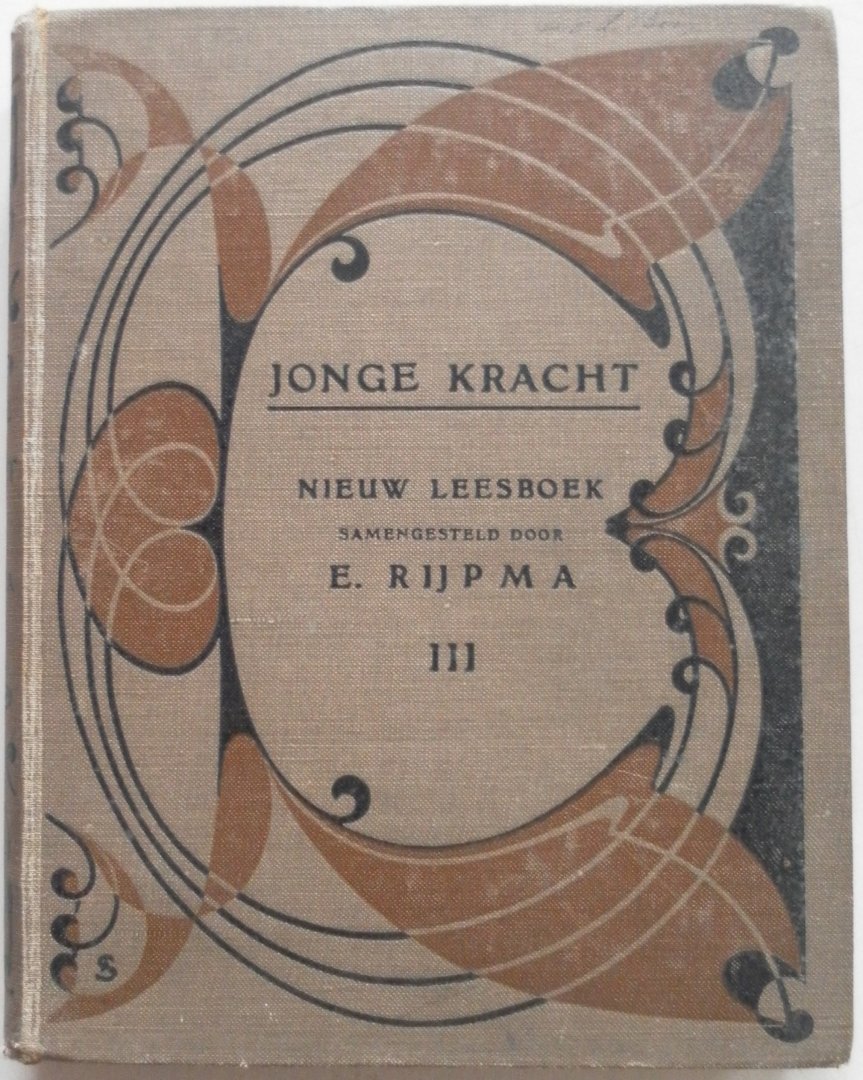 JONGE KRACHT
NIEUW LEESBOEK
SAMENGESTELD DOOR
E. RIJPMA
III